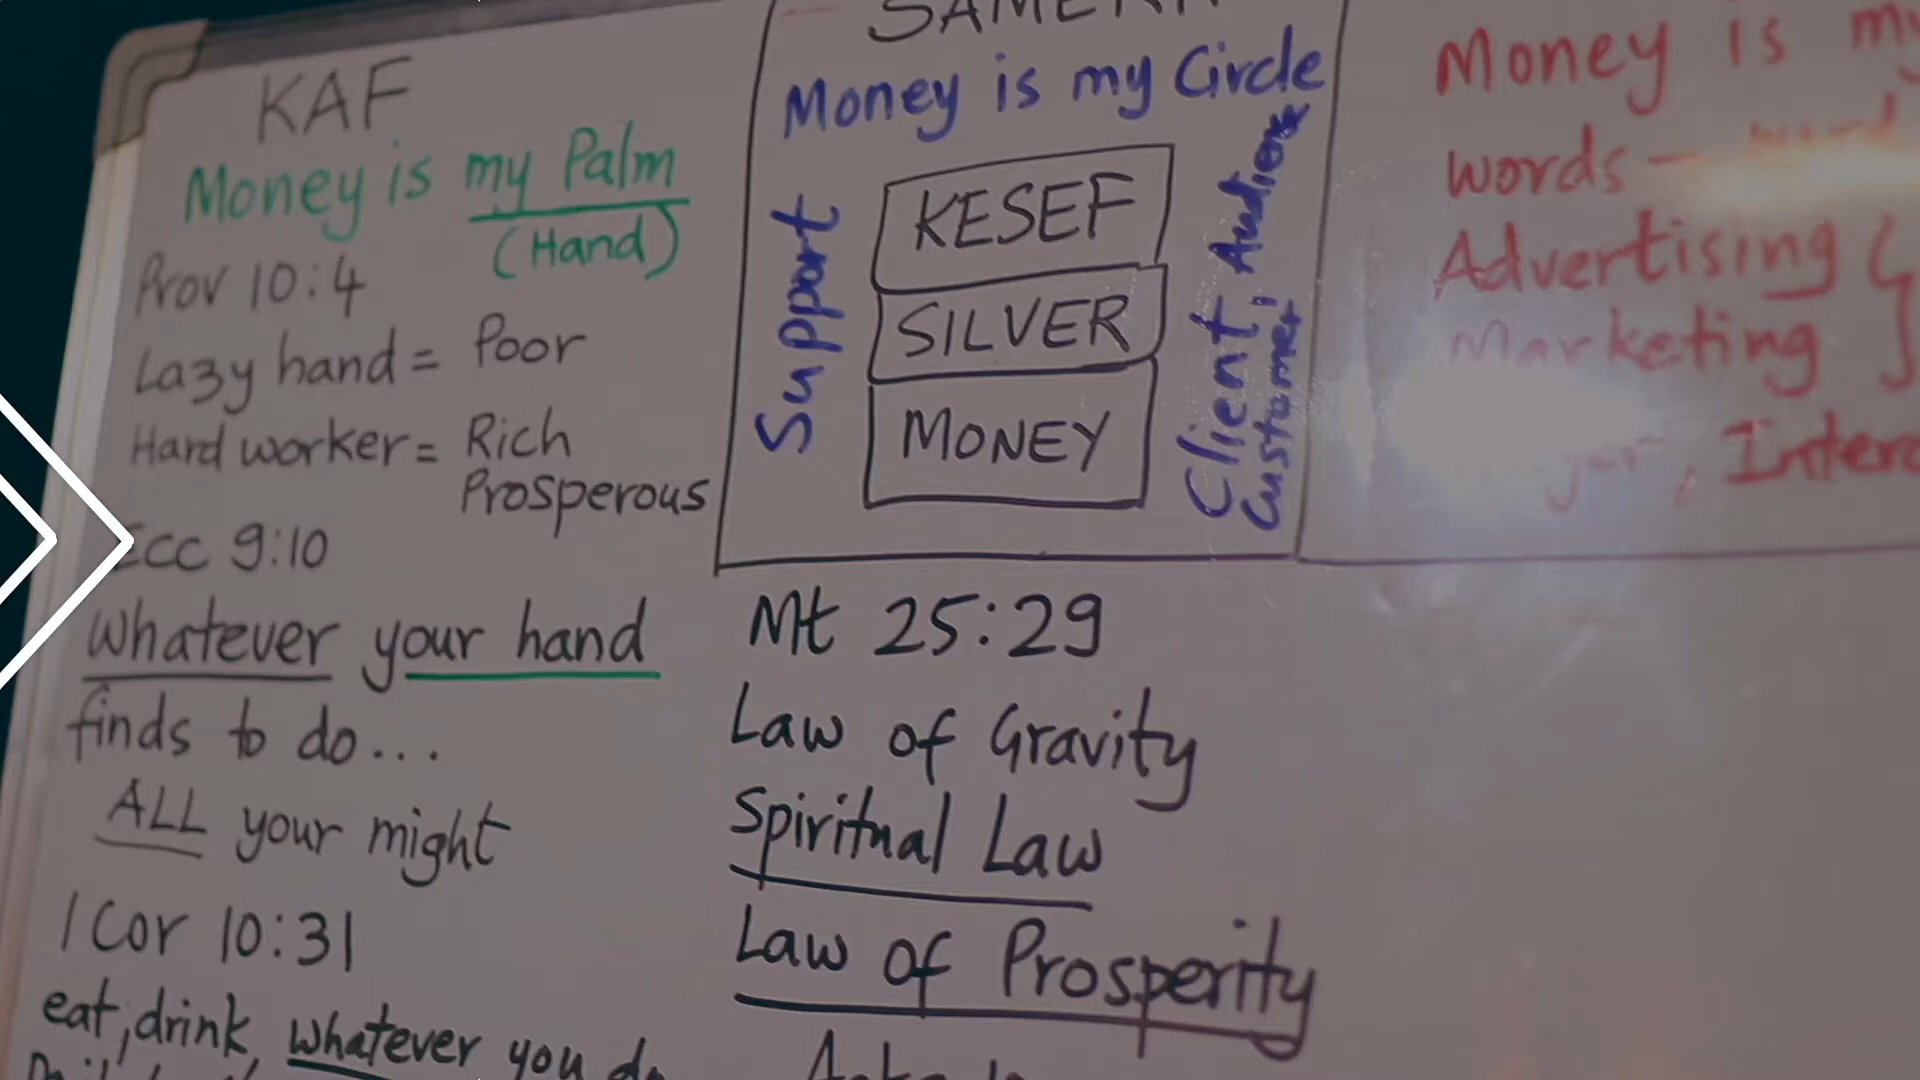 KAF
Money is my Palm
(Hand)
Prov 10:4
Lazy hand = Poor
Hard worker = Rich
Prosperous
Ecc 9:10
Whatever your hand
finds to do...
ALL your might
1 Cor 10:31
eat, drink, whatever you do
Money is my Circle
Support
KESEF
SILVER
MONEY
Client, Audience
Customer
Mt 25:29
Law of Gravity
Spiritual Law
Law of Prosperity
Money is my
words -
Advertising
Marketing